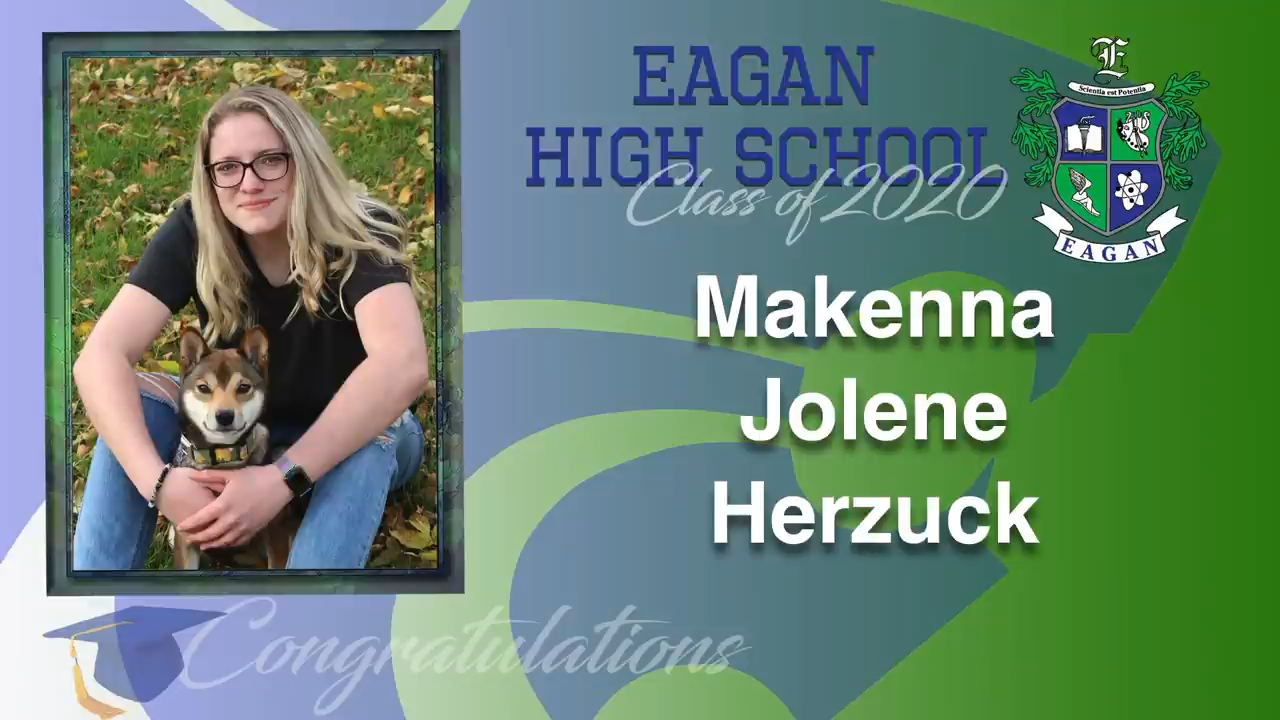 EAGAN
HIGH SCHOOL
Class of 2020
E
Scientia est Potentia
EAGAN
Makenna
Jolene
Herzuck
Congratulations